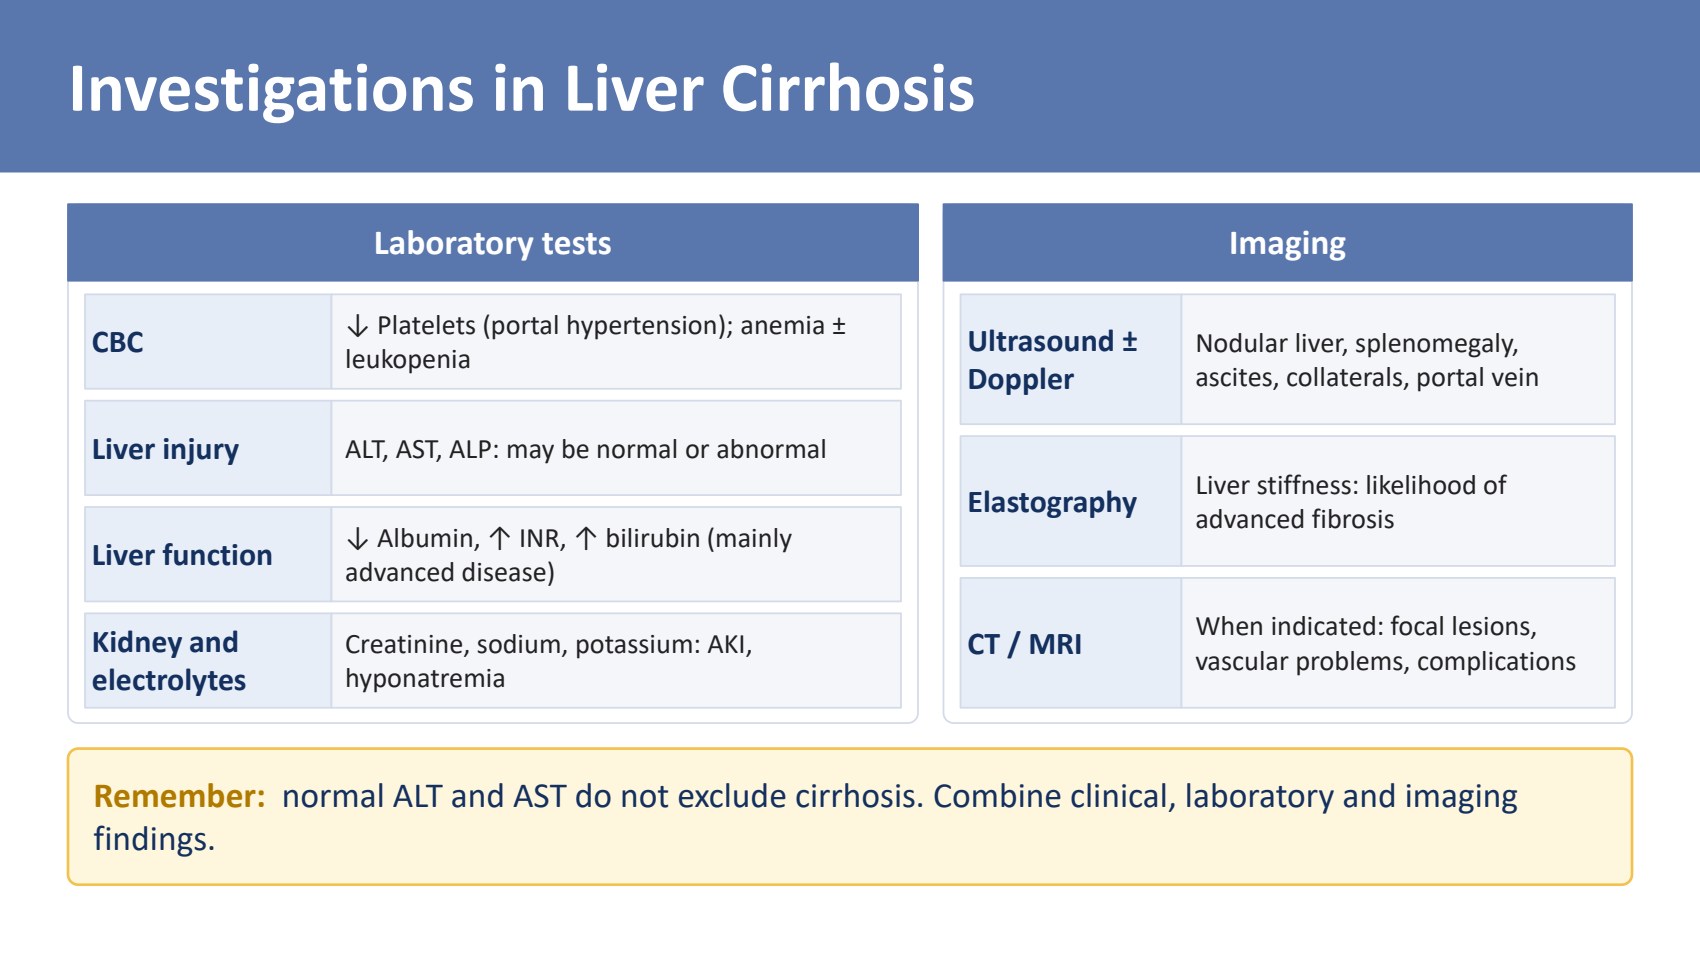 Investigations in Liver Cirrhosis
Laboratory tests
CBC
↓ Platelets (portal hypertension); anemia ±
leukopenia
Liver injury
ALT, AST, ALP: may be normal or abnormal
Liver function
↓ Albumin, ↑ INR, ↑ bilirubin (mainly
advanced disease)
Kidney and
electrolytes
Creatinine, sodium, potassium: AKI,
hyponatremia
Imaging
Ultrasound ±
Doppler
Nodular liver, splenomegaly,
ascites, collaterals, portal vein
Elastography
Liver stiffness: likelihood of
advanced fibrosis
CT / MRI
When indicated: focal lesions,
vascular problems, complications
Remember: normal ALT and AST do not exclude cirrhosis. Combine clinical, laboratory and imaging
findings.